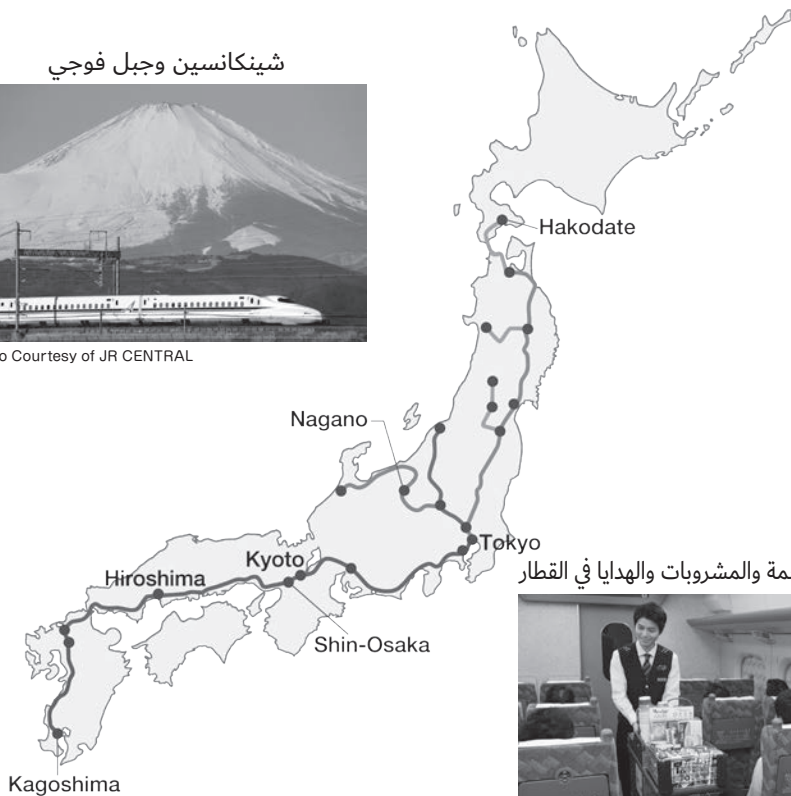 شينكانسين وجبل فوجي
o Courtesy of JR CENTRAL
Hakodate
Nagano
Tokyo
Kyoto
Hiroshima
Shin-Osaka
Kagoshima
والمشروبات والهدايا في القطار